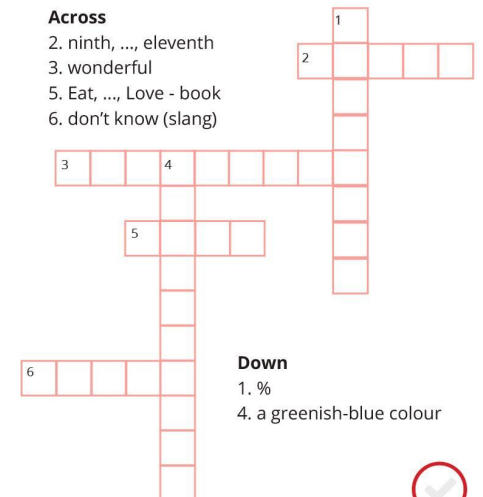 Across
2. ninth, ..., eleventh
3. wonderful
5. Eat, ..., Love - book
6. don't know (slang)
1
2
3
4
5
6
Down
1. %
4. a greenish-blue colour